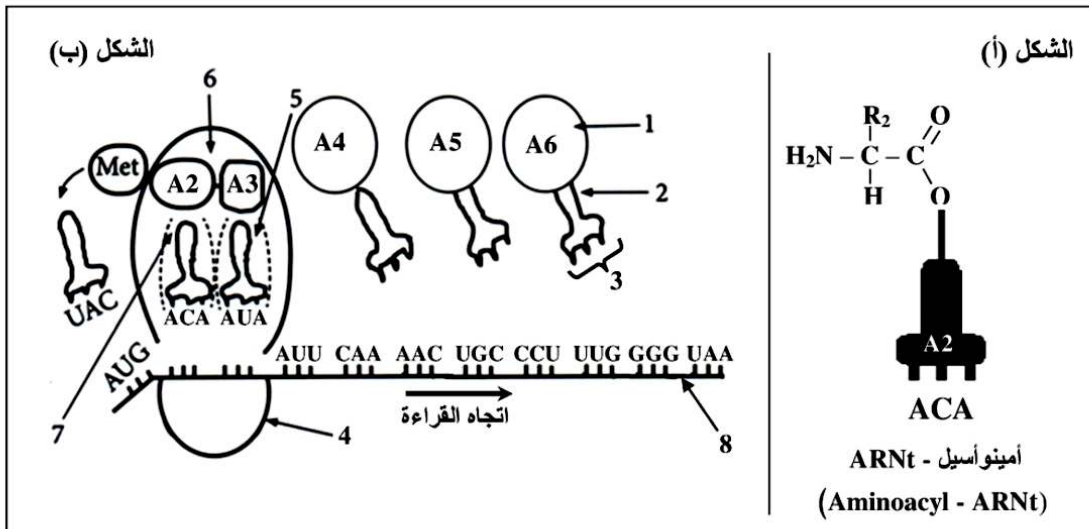 الشكل (أ)
R₂
O
H₂N – C – C
H
O
A2
ACA
أمينوأسيل - ARNt
(Aminoacyl - ARNt)
الشكل (ب)
6
5
A4
A5
A6
1
Met
A2
A3
2
3
UAC
ACA
AUA
AUG
AUU CAA AAC UGC CCU UUG GGG UAA
اتجاه القراءة
7
4
8